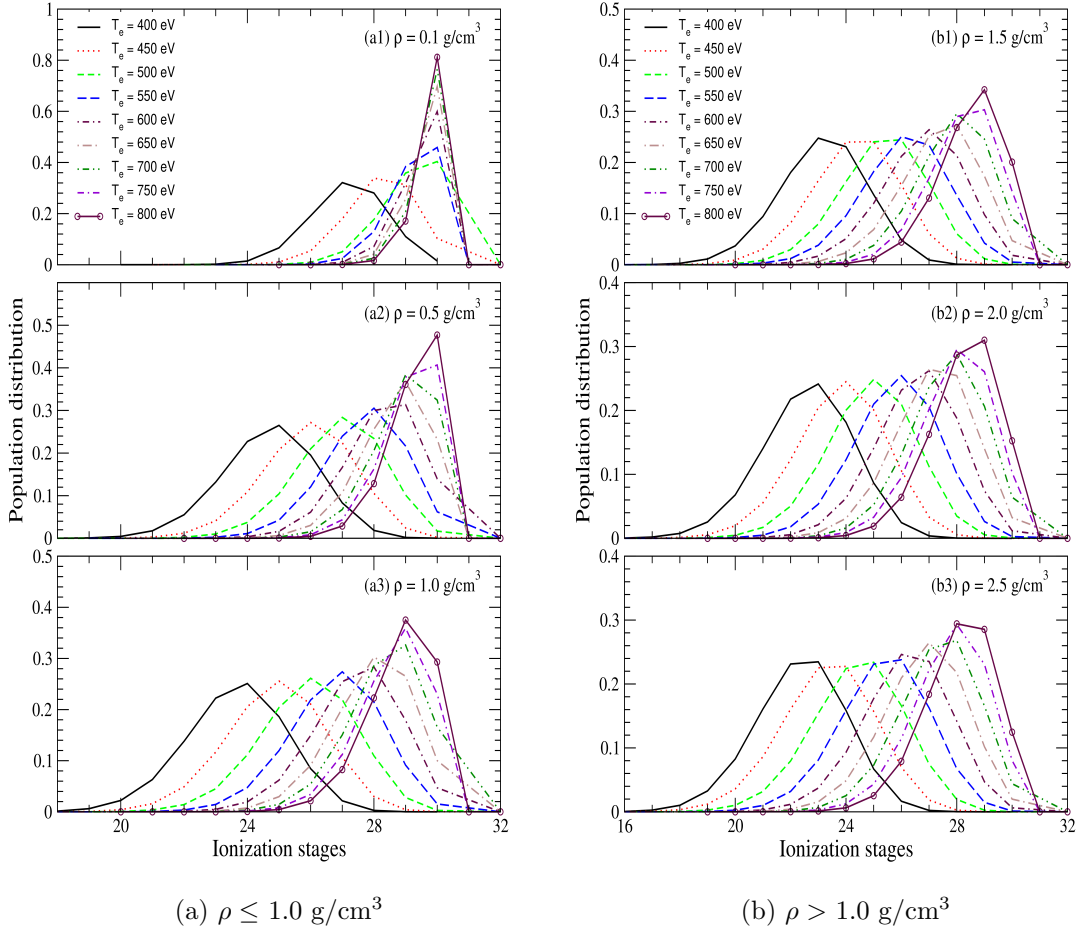 (a1) ρ = 0.1 g/cm³
T_e = 400 eV
T_e = 450 eV
T_e = 500 eV
T_e = 550 eV
T_e = 600 eV
T_e = 650 eV
T_e = 700 eV
T_e = 750 eV
T_e = 800 eV
1
0.8
0.6
0.4
0.2
0
(a2) ρ = 0.5 g/cm³
0.5
0.4
0.3
0.2
0.1
0
Population distribution
(a3) ρ = 1.0 g/cm³
0.5
0.4
0.3
0.2
0.1
0
20 24 28 32
Ionization stages
(a) ρ ≤ 1.0 g/cm³
(b1) ρ = 1.5 g/cm³
T_e = 400 eV
T_e = 450 eV
T_e = 500 eV
T_e = 550 eV
T_e = 600 eV
T_e = 650 eV
T_e = 700 eV
T_e = 750 eV
T_e = 800 eV
0.5
0.4
0.3
0.2
0.1
0
(b2) ρ = 2.0 g/cm³
0.4
0.3
0.2
0.1
0
Population distribution
(b3) ρ = 2.5 g/cm³
0.4
0.3
0.2
0.1
0
16 20 24 28 32
Ionization stages
(b) ρ > 1.0 g/cm³